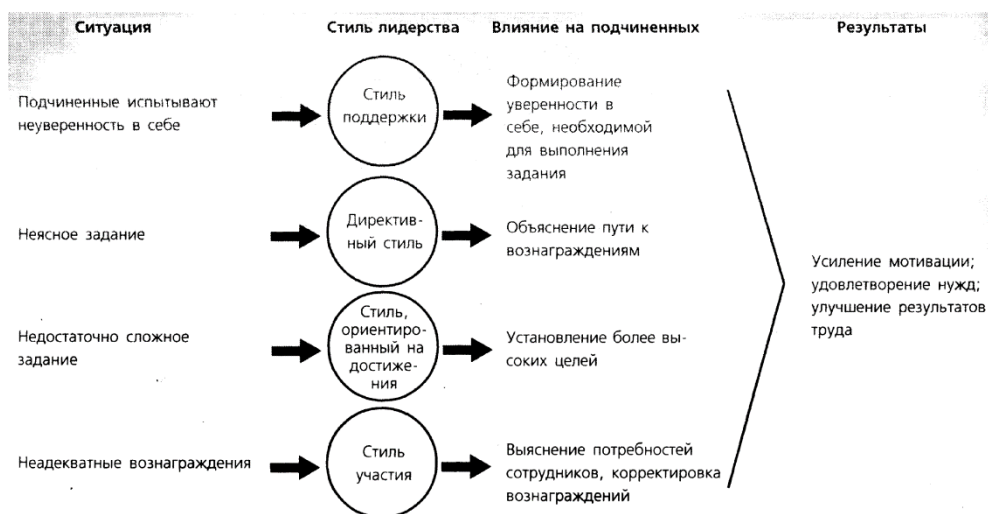 Ситуация
Стиль лидерства
Влияние на подчиненных
Результаты
Подчиненные испытывают
неуверенность в себе
Стиль
поддержки
Формирование
уверенности в
себе, необходимой
для выполнения
задания
Неясное задание
Директив-
ный стиль
Объяснение пути к
вознаграждениям
Недостаточно сложное
задание
Стиль,
ориентиро-
ванный на
достиже-
ния
Установление более вы-
соких целей
Неадекватные вознаграждения
Стиль
участия
Выяснение потребностей
сотрудников, корректировка
вознаграждений
Усиление мотивации;
удовлетворение нужд;
улучшение результатов
труда